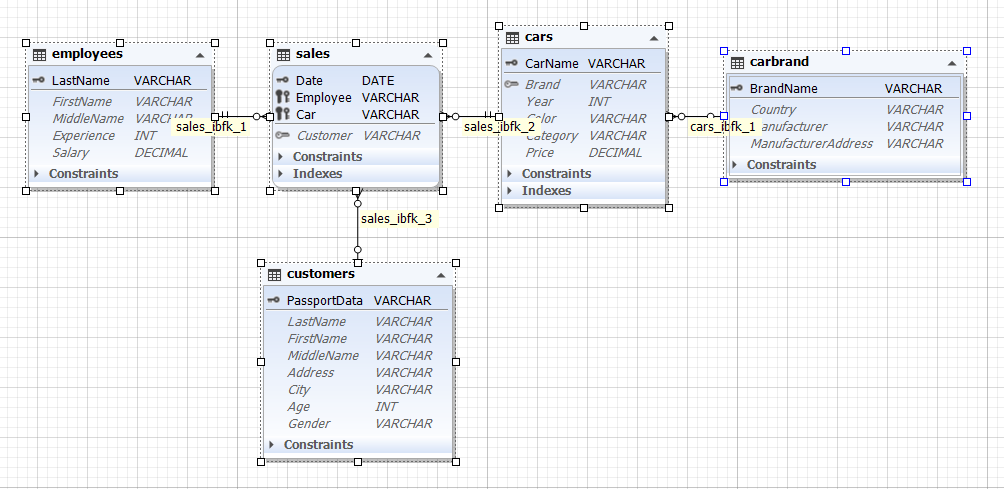 employees
LastName VARCHAR
FirstName VARCHAR
MiddleName VARCHAR
Experience INT
Salary DECIMAL
Constraints
sales_ibfk_1
sales
Date DATE
Employee VARCHAR
Car VARCHAR
Customer VARCHAR
Constraints
Indexes
sales_ibfk_2
cars
CarName VARCHAR
Brand VARCHAR
Year INT
Color VARCHAR
Category VARCHAR
Price DECIMAL
Constraints
Indexes
cars_ibfk_1
carbrand
BrandName VARCHAR
Country VARCHAR
Manufacturer VARCHAR
ManufacturerAddress VARCHAR
Constraints
sales_ibfk_3
customers
PassportData VARCHAR
LastName VARCHAR
FirstName VARCHAR
MiddleName VARCHAR
Address VARCHAR
City VARCHAR
Age INT
Gender VARCHAR
Constraints